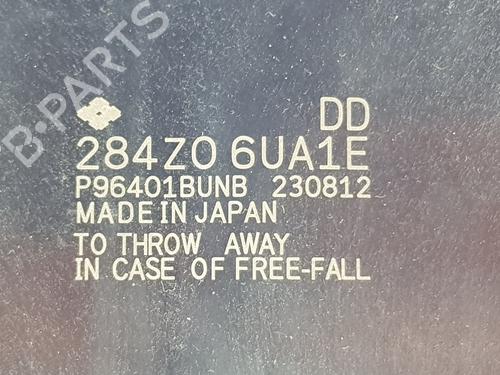 B-PARTS
DD
284Z0 6UA1E
P96401BUNB 230812
MADE IN JAPAN
TO THROW AWAY
IN CASE OF FREE-FALL